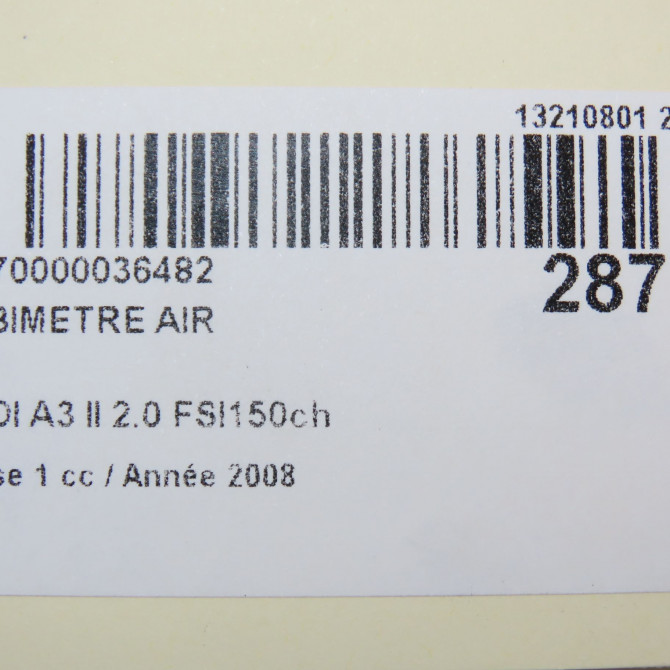 13210801 2
70000036482
287
BIMETRE AIR
DI A3 II 2.0 FSI150ch
se 1 cc / Année 2008